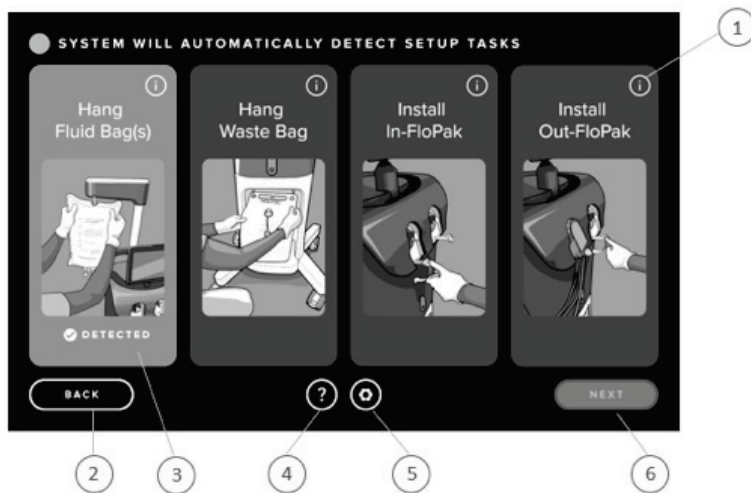 1
SYSTEM WILL AUTOMATICALLY DETECT SETUP TASKS
i
Hang
Fluid Bag(s)
DETECTED
i
Hang
Waste Bag
i
Install
In-FloPak
i
Install
Out-FloPak
BACK
?
NEXT
2
3
4
5
6